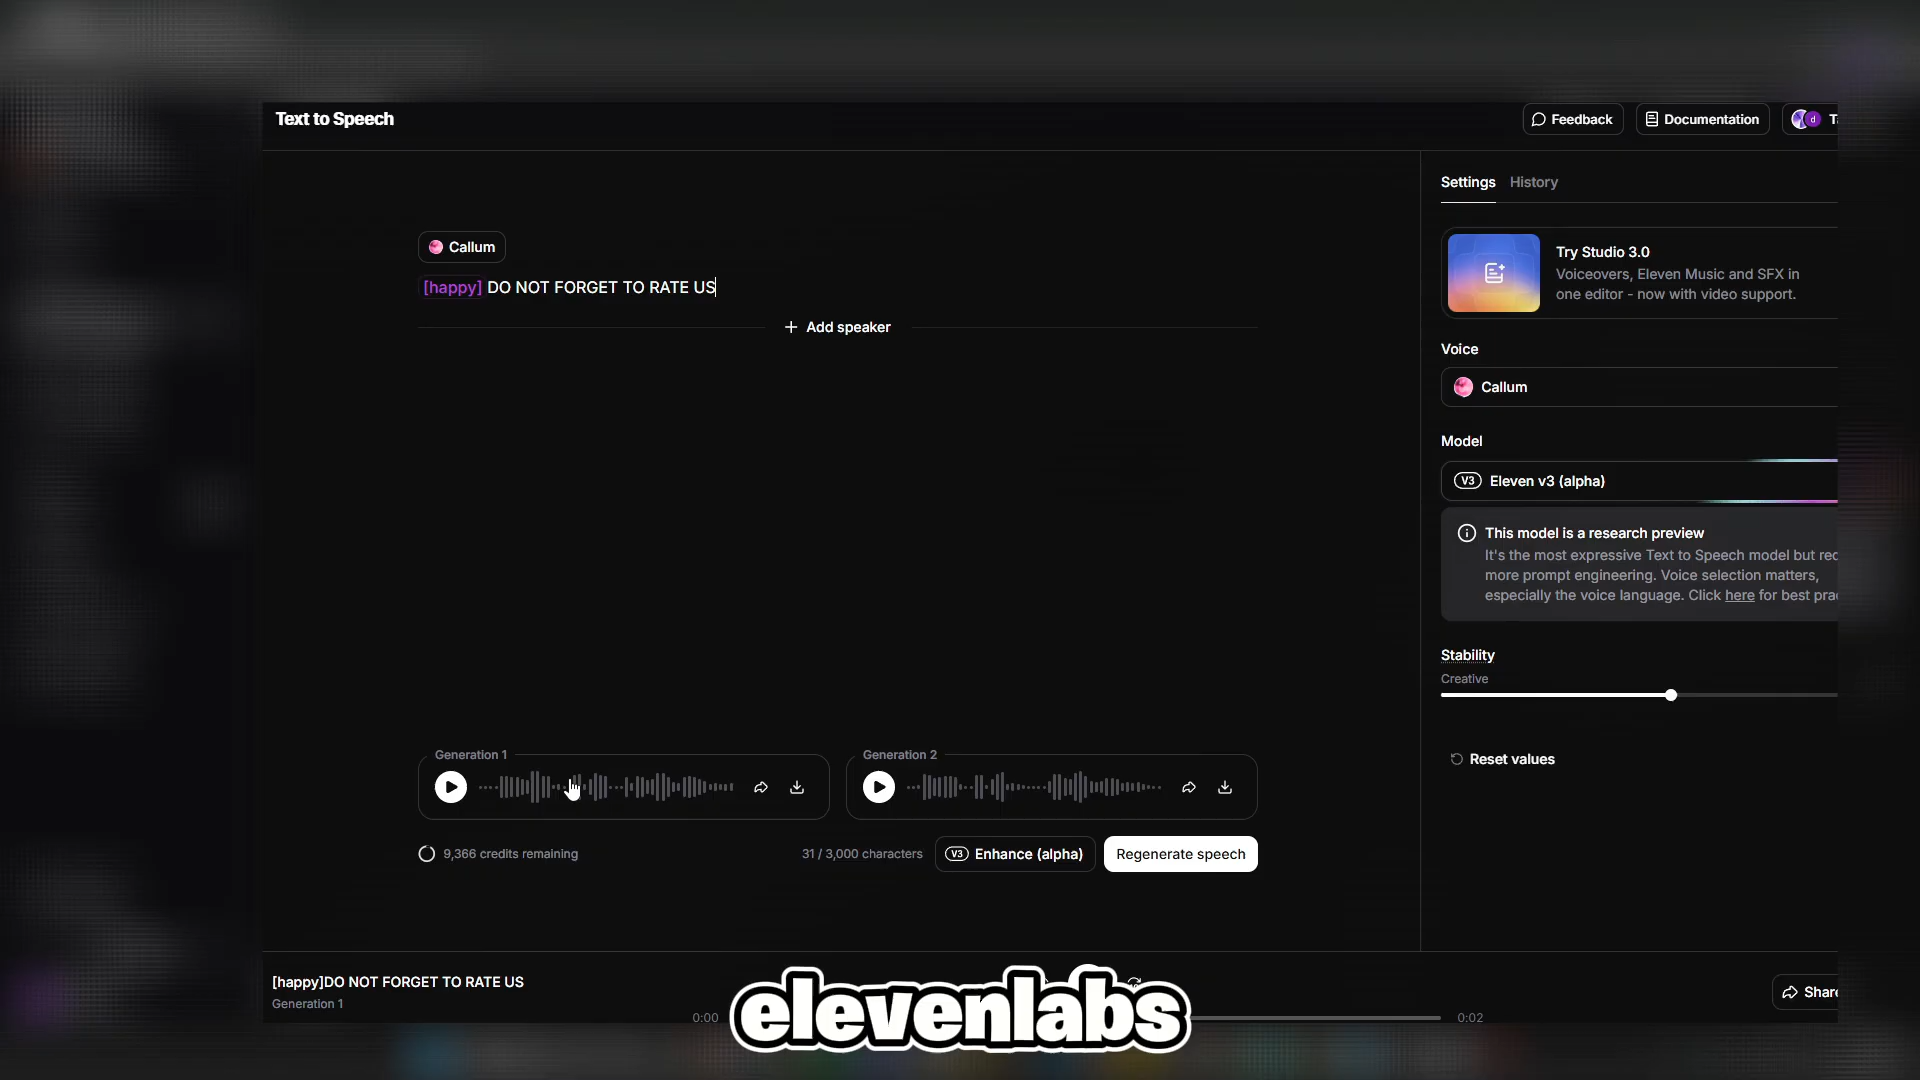 Text to Speech
Feedback
Documentation
Settings
History
Callum
[happy] DO NOT FORGET TO RATE US
Add speaker
Try Studio 3.0
Voiceovers, Eleven Music and SFX in
one editor - now with video support.
Voice
Callum
Model
V3 Eleven v3 (alpha)
This model is a research preview
It's the most expressive Text to Speech model but
more prompt engineering. Voice selection matters,
especially the voice language. Click here for best
Stability
Creative
Reset values
Generation 1
Generation 2
9,366 credits remaining
31 / 3,000 characters
V3 Enhance (alpha)
Regenerate speech
[happy]DO NOT FORGET TO RATE US
Generation 1
0:00
elevenlabs
0:02
Share